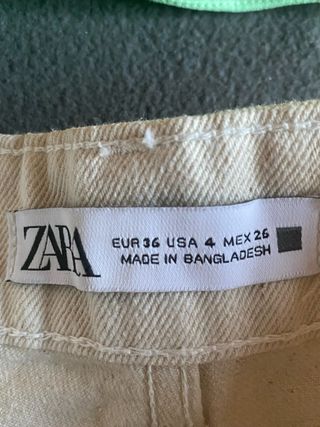 ZARA
EUR 36 USA 4 MEX 26
MADE IN BANGLADESH